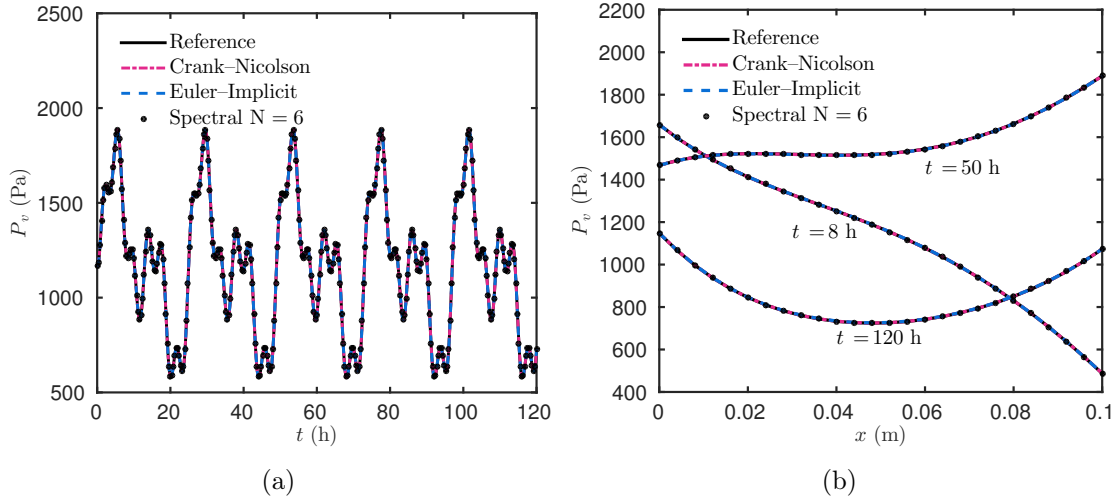 2500
2000
1500
1000
500
P_v (Pa)
Reference
Crank–Nicolson
Euler–Implicit
Spectral N = 6
0 20 40 60 80 100 120
t (h)
(a)
2200
2000
1800
1600
1400
1200
1000
800
600
400
P_v (Pa)
Reference
Crank–Nicolson
Euler–Implicit
Spectral N = 6
t = 50 h
t = 8 h
t = 120 h
0 0.02 0.04 0.06 0.08 0.1
x (m)
(b)